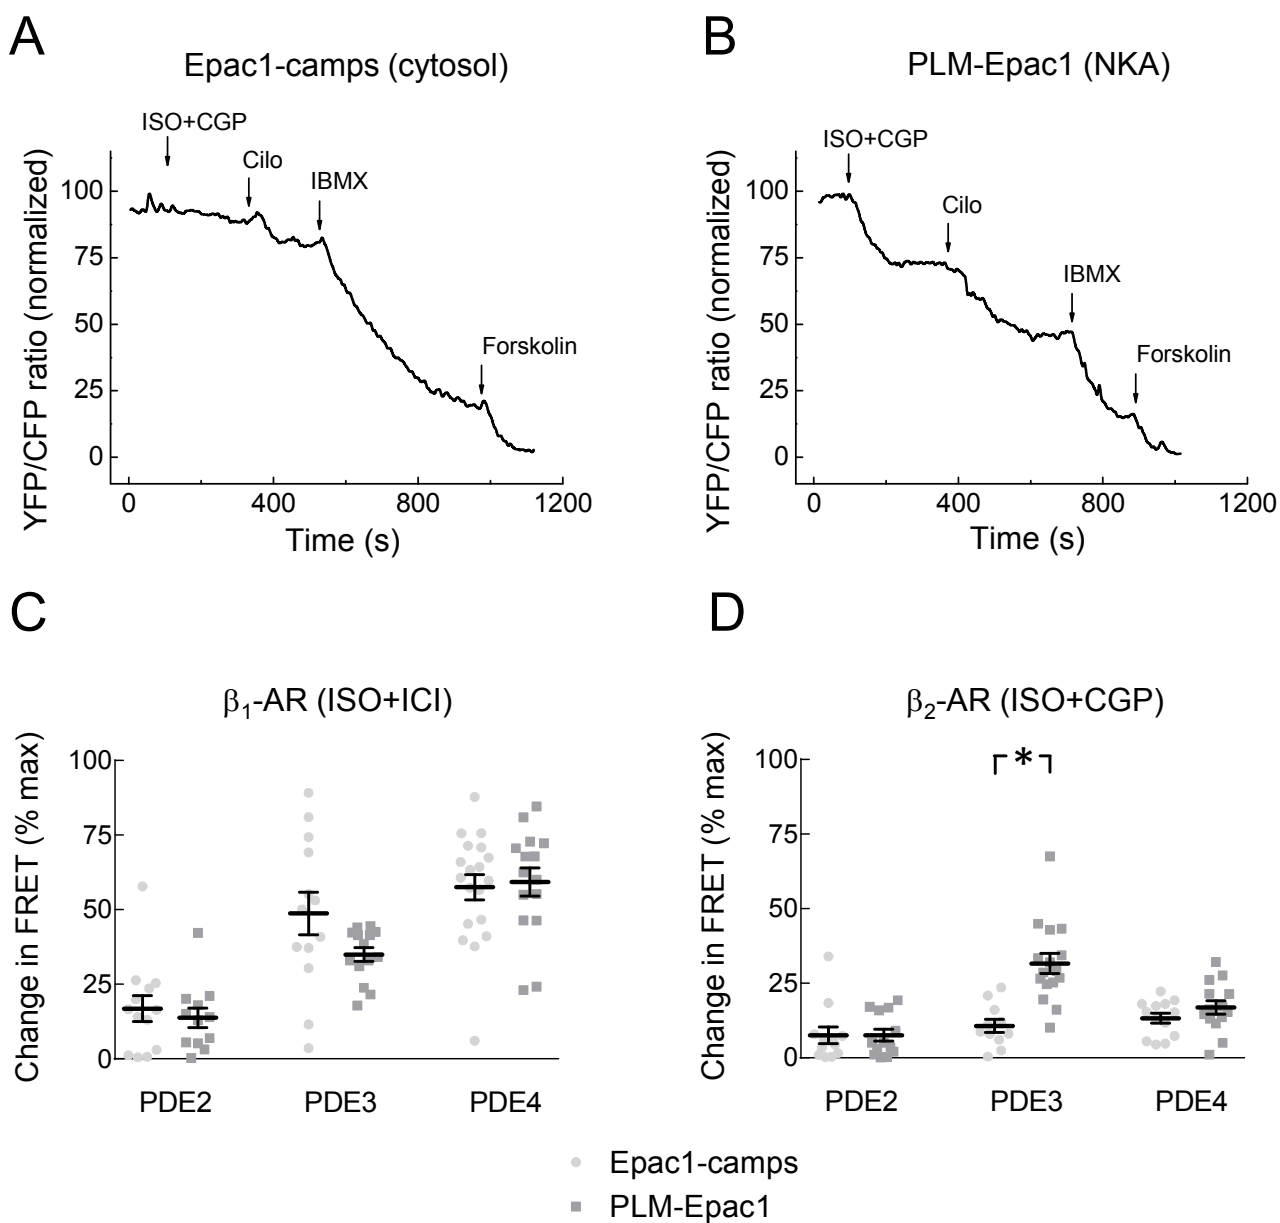 A
B
Epac1-camps (cytosol)
PLM-Epac1 (NKA)
YFP/CFP ratio (normalized)
100
75
50
25
0
ISO+CGP
Cilo
IBMX
Forskolin
0
400
800
1200
Time (s)
YFP/CFP ratio (normalized)
100
75
50
25
0
ISO+CGP
Cilo
IBMX
Forskolin
0
400
800
1200
Time (s)
C
D
β1-AR (ISO+ICI)
β2-AR (ISO+CGP)
Change in FRET (% max)
100
75
50
25
0
PDE2
PDE3
PDE4
Change in FRET (% max)
100
75
50
25
0
*
PDE2
PDE3
PDE4
Epac1-camps
PLM-Epac1